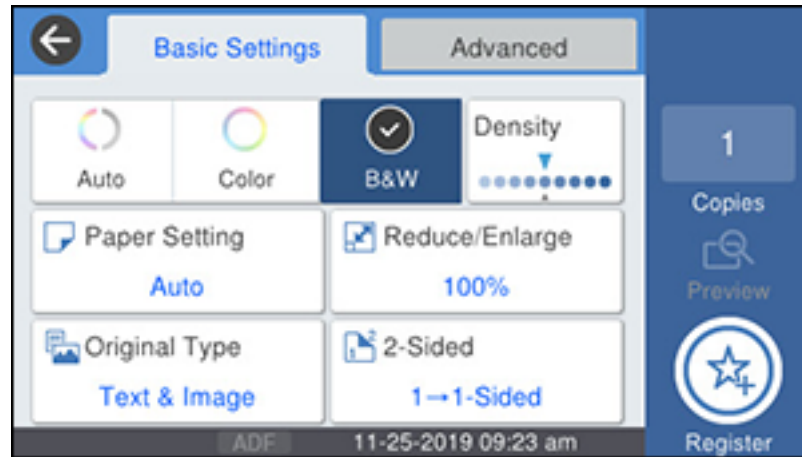 Basic Settings
Advanced
Auto
Color
B&W
Density
1
Copies
Paper Setting
Auto
Reduce/Enlarge
100%
Preview
Original Type
Text & Image
2-Sided
1→1-Sided
Register
ADF
11-25-2019 09:23 am